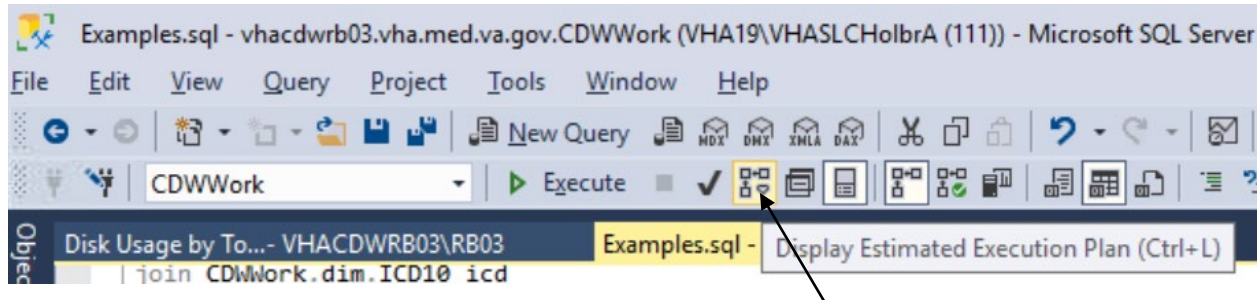 Examples.sql - vhacdwrb03.vha.med.va.gov.CDWWork (VHA19\VHASLCHolbrA (111)) - Microsoft SQL Server
File Edit View Query Project Tools Window Help
New Query MDX DMX XMLA DAX
CDWWork Execute
Disk Usage by To...- VHACDWRB03\RB03 Examples.sql - Display Estimated Execution Plan (Ctrl+L)
join CDWWork.dim.ICD10 icd
Objec